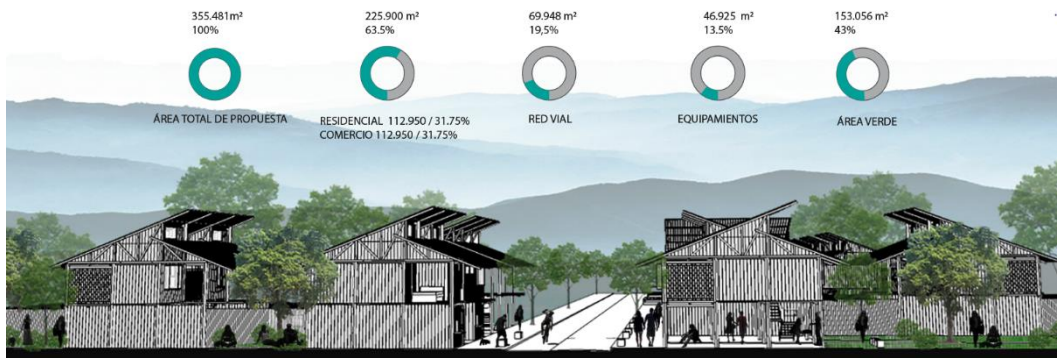 355.481m²
100%
225.900 m²
63.5%
69.948 m²
19,5%
46.925 m²
13.5%
153.056 m²
43%
ÁREA TOTAL DE PROPUESTA
RESIDENCIAL 112.950 / 31.75%
COMERCIO 112.950 / 31.75%
RED VIAL
EQUIPAMIENTOS
ÁREA VERDE